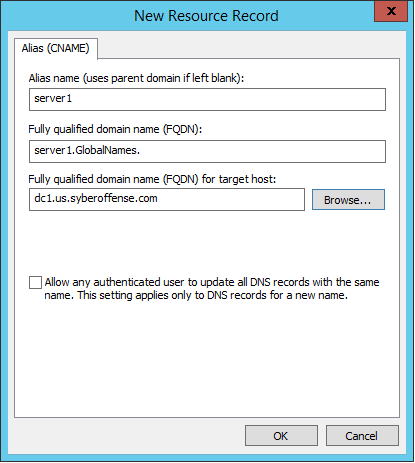 New Resource Record
x
Alias (CNAME)
Alias name (uses parent domain if left blank):
server1
Fully qualified domain name (FQDN):
server1.GlobalNames.
Fully qualified domain name (FQDN) for target host:
dc1.us.syberoffense.com
Browse...
Allow any authenticated user to update all DNS records with the same
name. This setting applies only to DNS records for a new name.
OK
Cancel